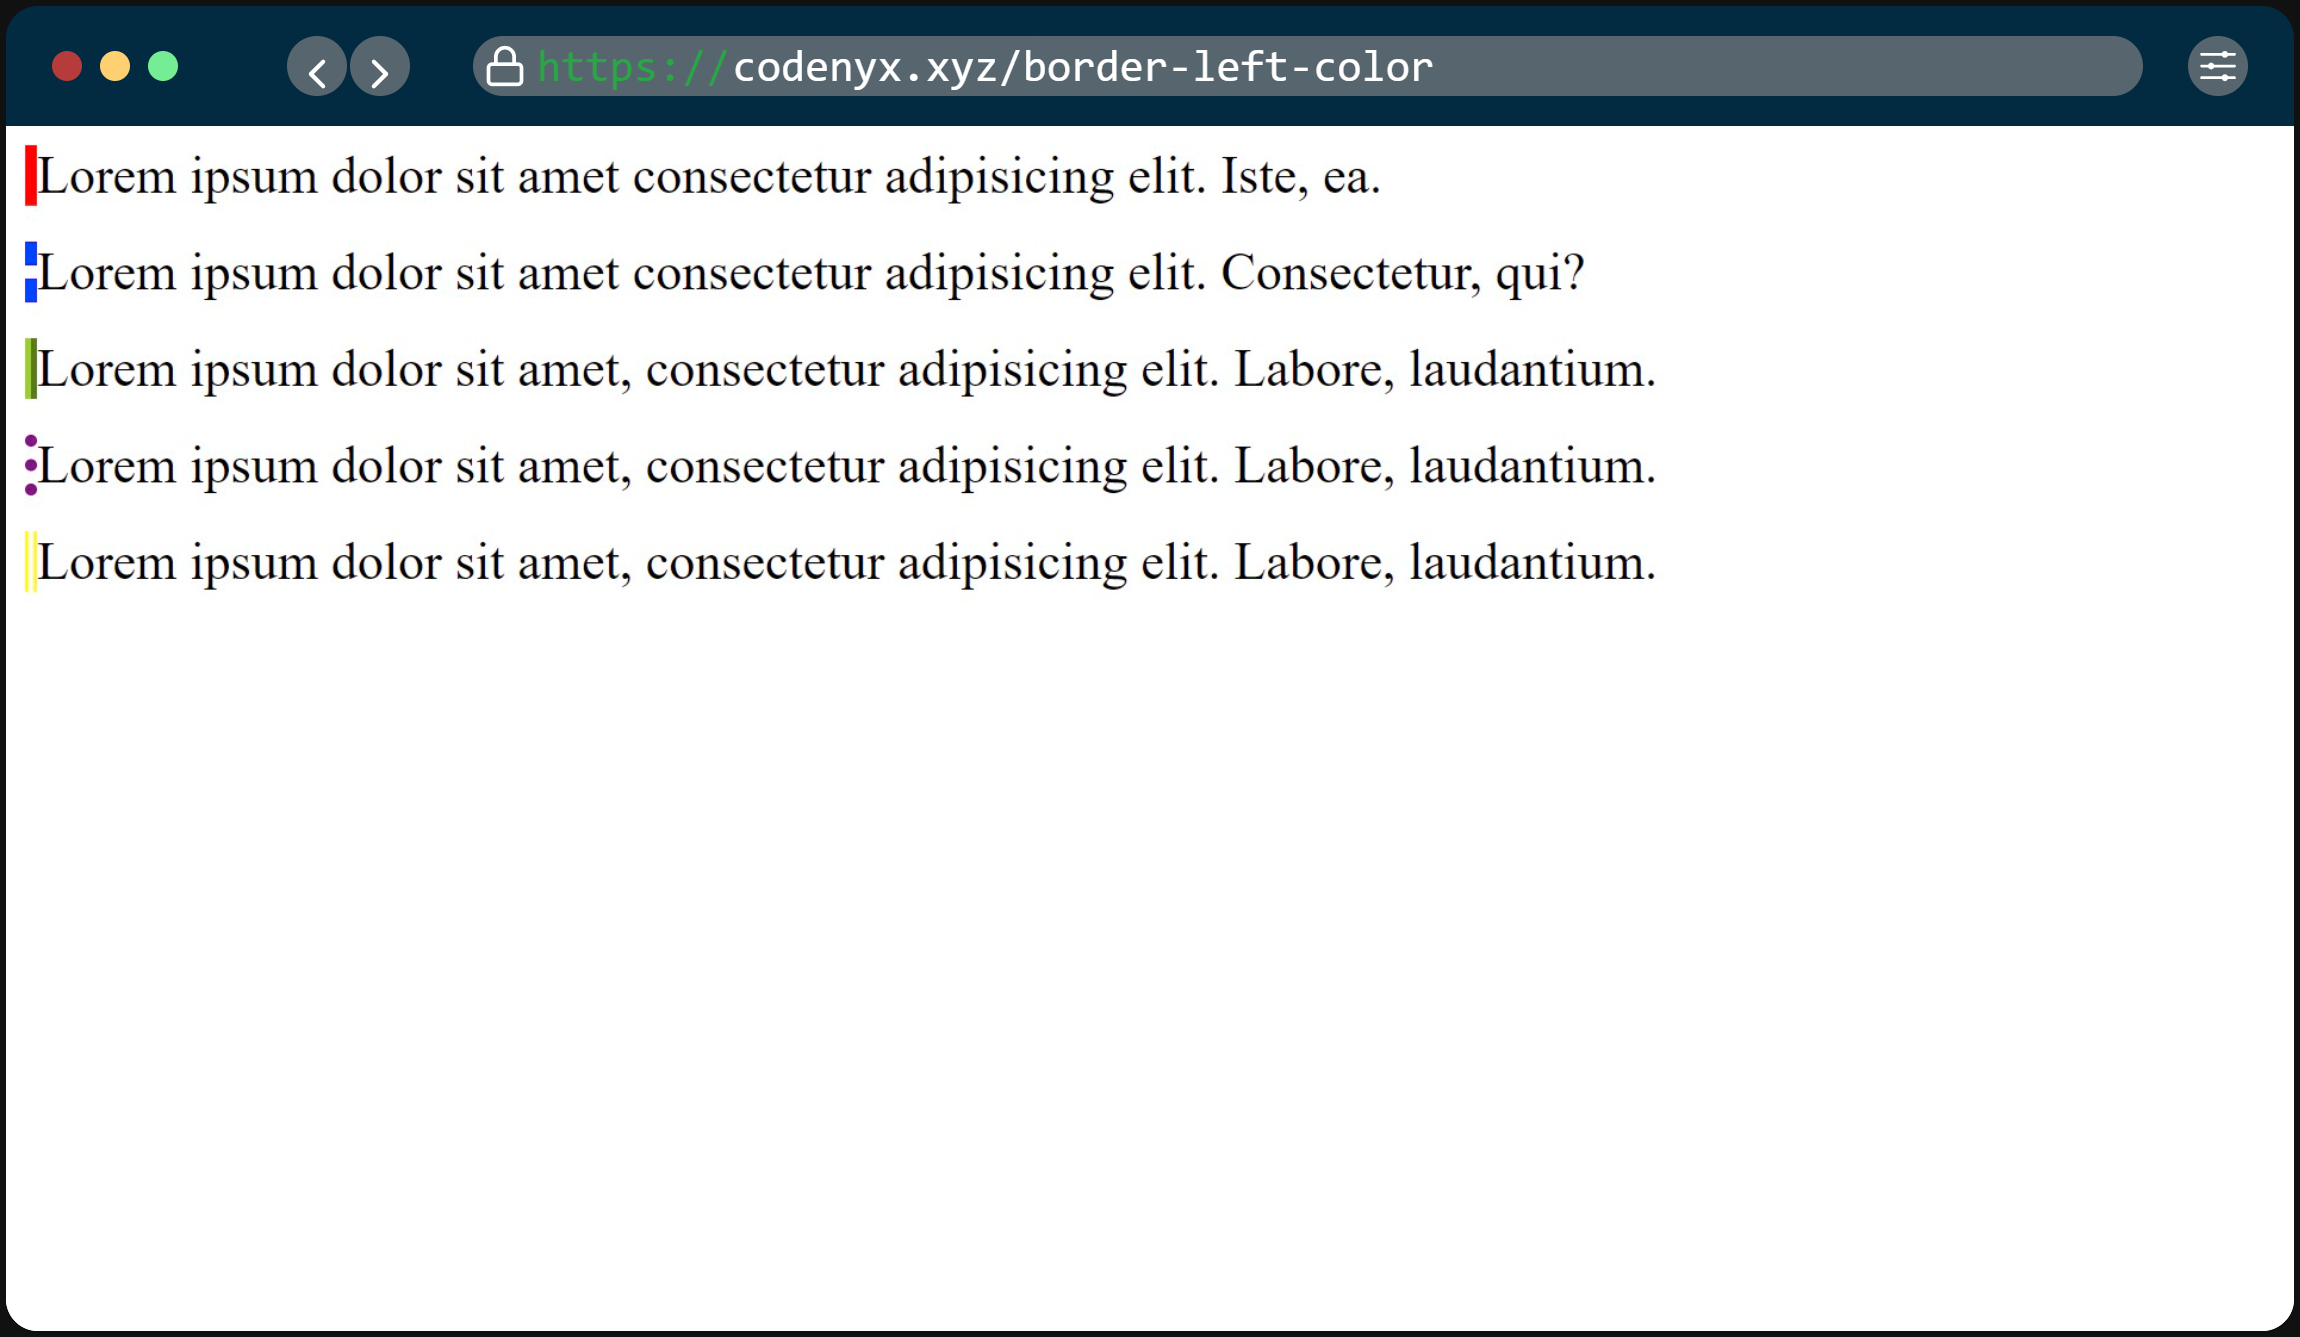 https://codenyx.xyz/border-left-color
Lorem ipsum dolor sit amet consectetur adipisicing elit. Iste, ea.
Lorem ipsum dolor sit amet consectetur adipisicing elit. Consectetur, qui?
Lorem ipsum dolor sit amet, consectetur adipisicing elit. Labore, laudantium.
Lorem ipsum dolor sit amet, consectetur adipisicing elit. Labore, laudantium.
Lorem ipsum dolor sit amet, consectetur adipisicing elit. Labore, laudantium.